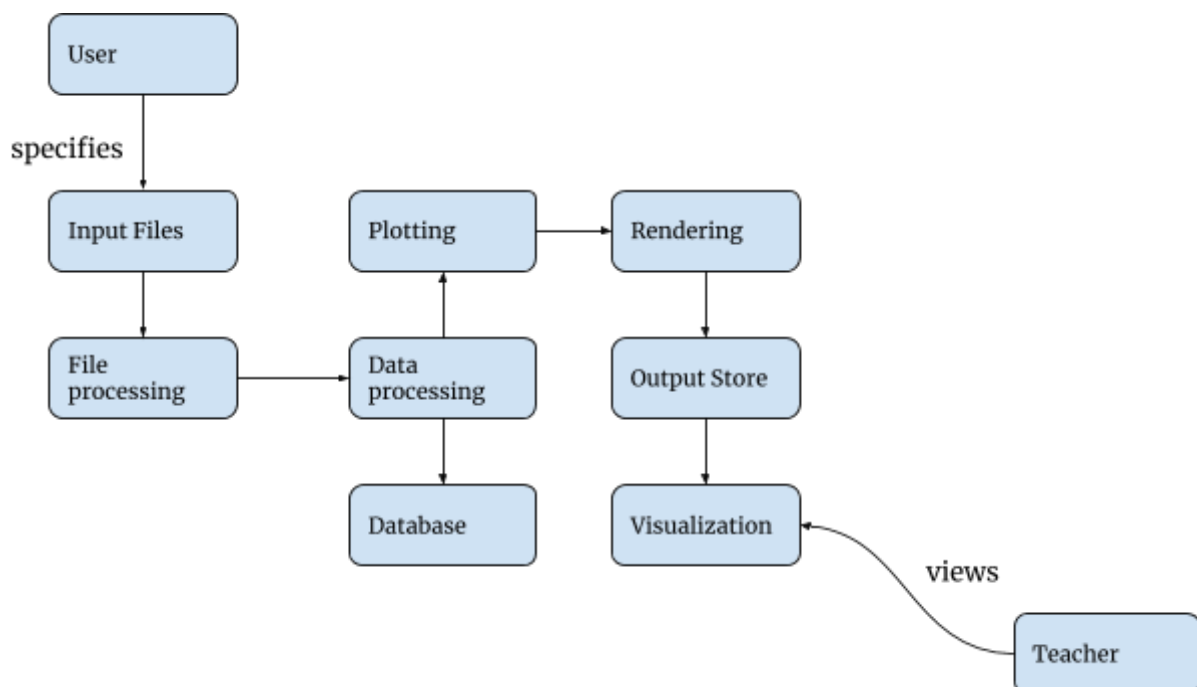 User
specifies
Input Files
Plotting
Rendering
File
processing
Data
processing
Output Store
Database
Visualization
views
Teacher